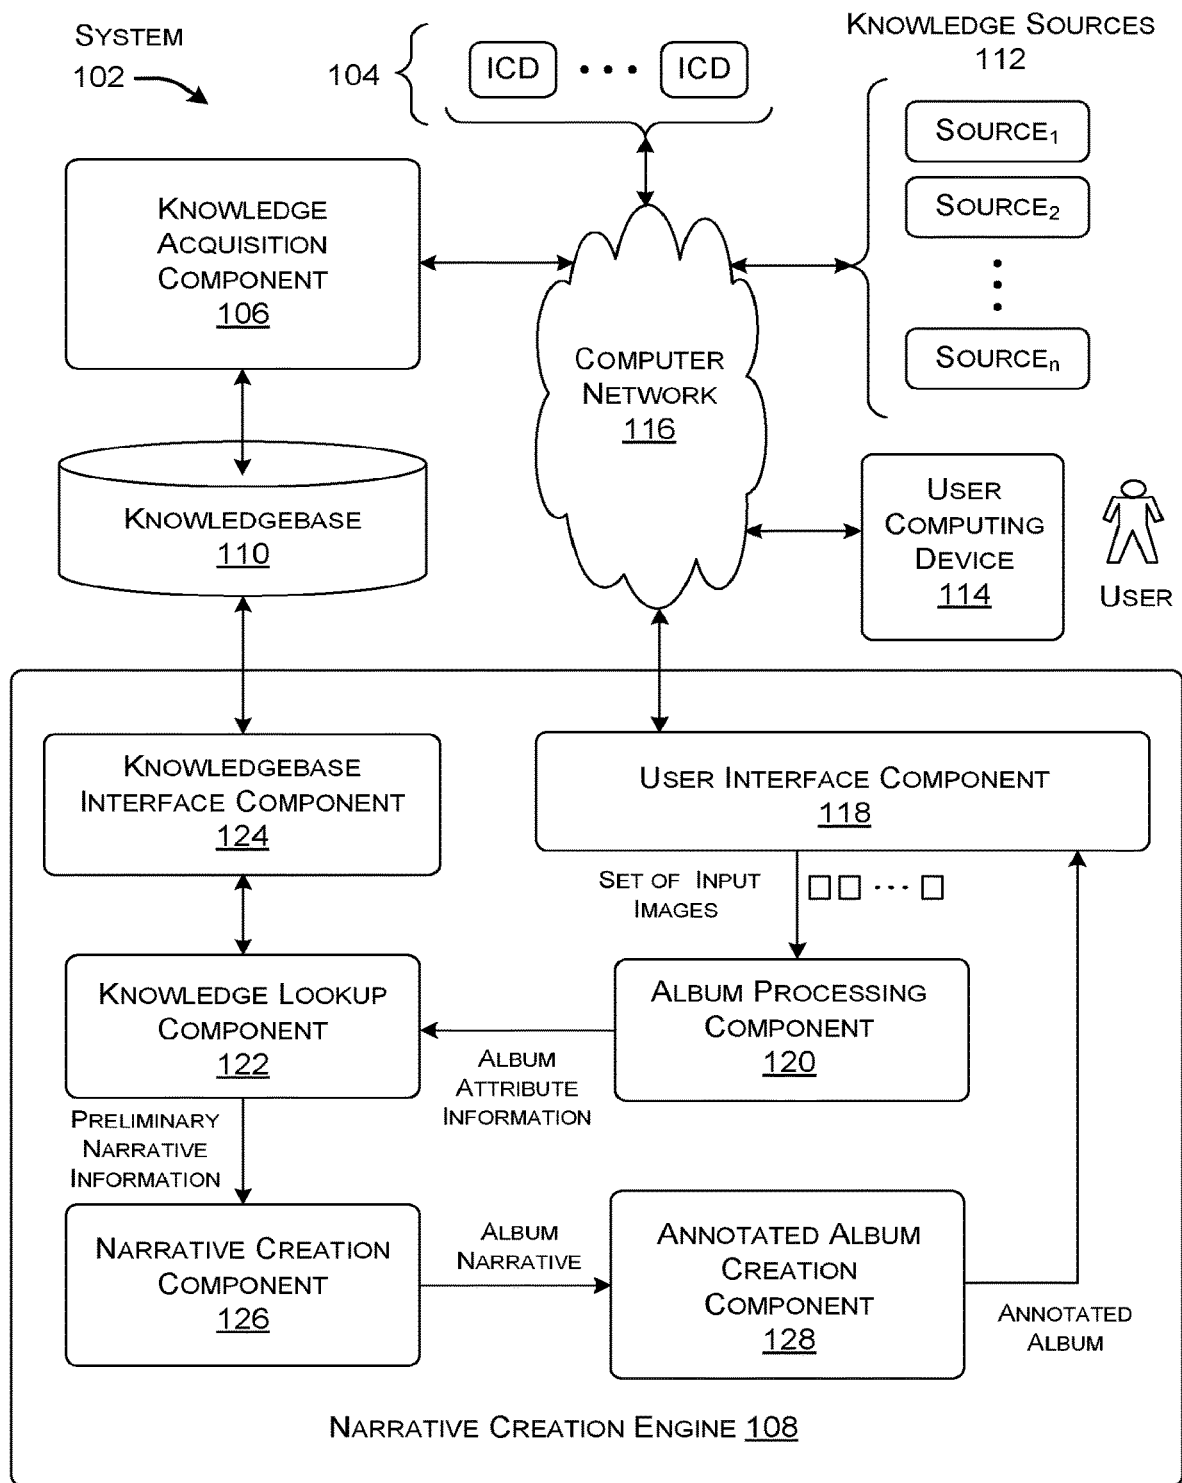 SYSTEM
102
104
ICD
• • •
ICD
KNOWLEDGE SOURCES
112
SOURCE1
SOURCE2
SOURCEn
KNOWLEDGE
ACQUISITION
COMPONENT
106
COMPUTER
NETWORK
116
KNOWLEDGEBASE
110
USER
COMPUTING
DEVICE
114
USER
KNOWLEDGEBASE
INTERFACE COMPONENT
124
USER INTERFACE COMPONENT
118
SET OF INPUT
IMAGES
KNOWLEDGE LOOKUP
COMPONENT
122
ALBUM PROCESSING
COMPONENT
120
ALBUM
ATTRIBUTE
INFORMATION
PRELIMINARY
NARRATIVE
INFORMATION
NARRATIVE CREATION
COMPONENT
126
ALBUM
NARRATIVE
ANNOTATED ALBUM
CREATION
COMPONENT
128
ANNOTATED
ALBUM
NARRATIVE CREATION ENGINE 108